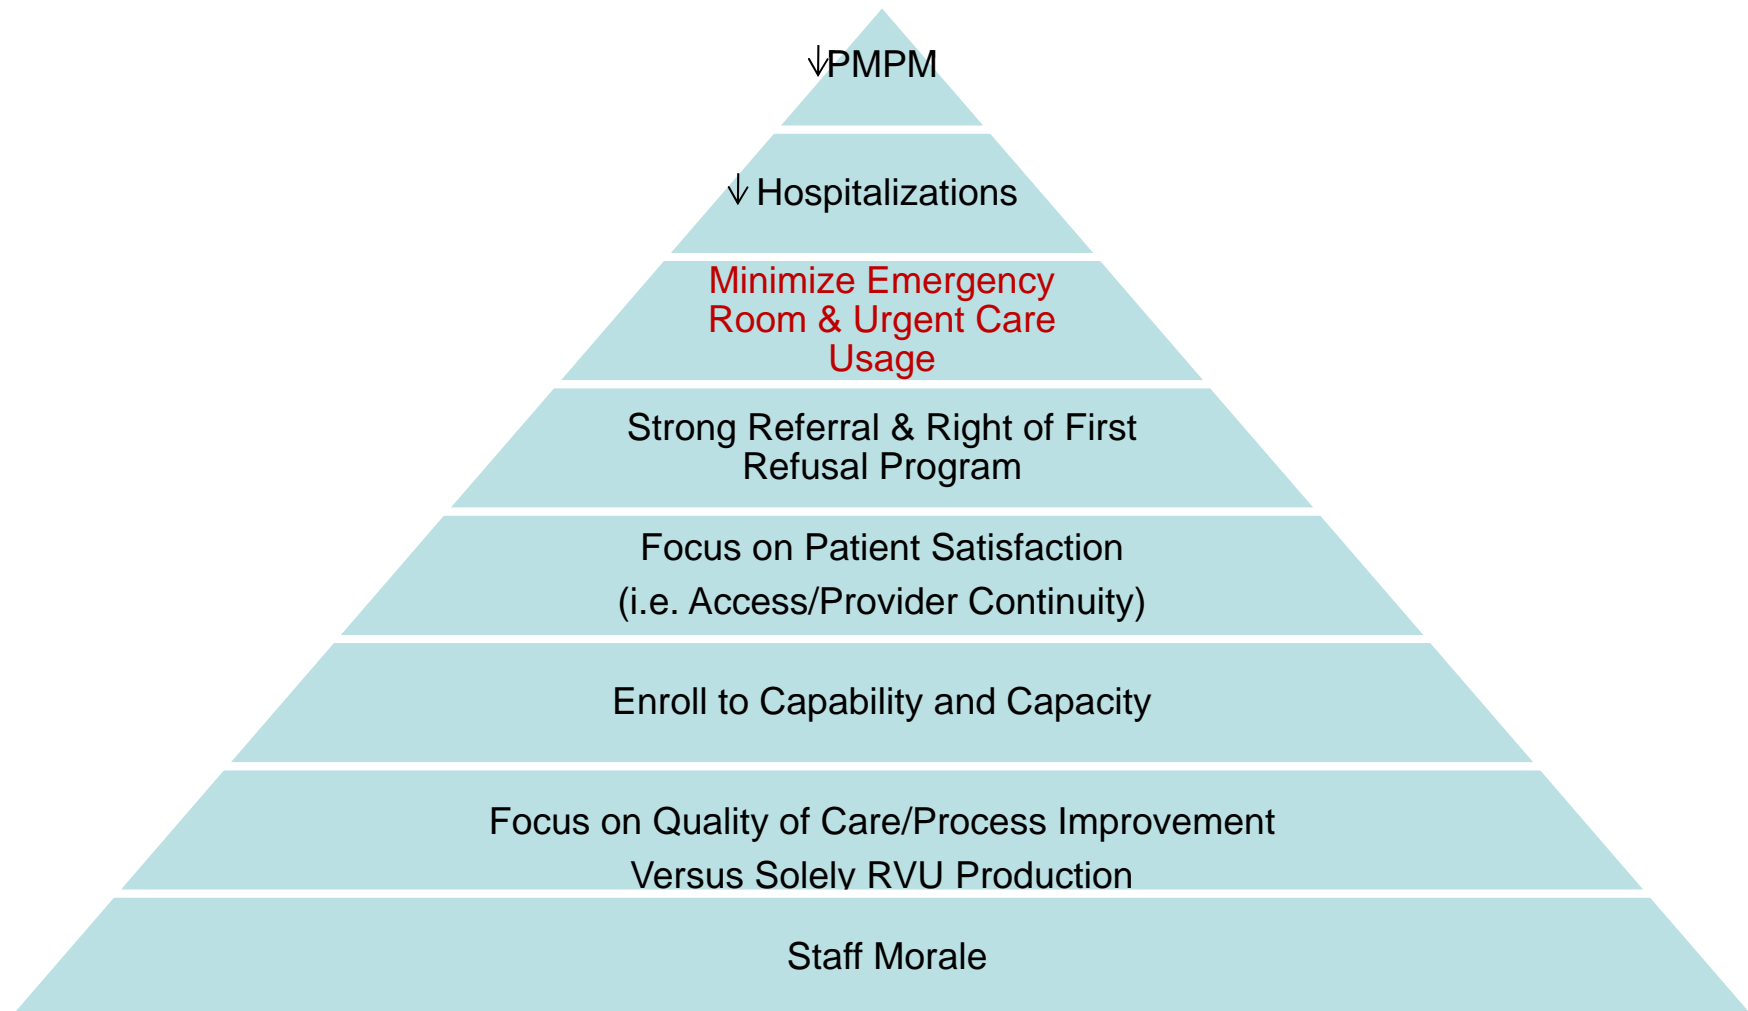 ↓PMPM
↓ Hospitalizations
Minimize Emergency
Room & Urgent Care
Usage
Strong Referral & Right of First
Refusal Program
Focus on Patient Satisfaction
(i.e. Access/Provider Continuity)
Enroll to Capability and Capacity
Focus on Quality of Care/Process Improvement
Versus Solely RVU Production
Staff Morale